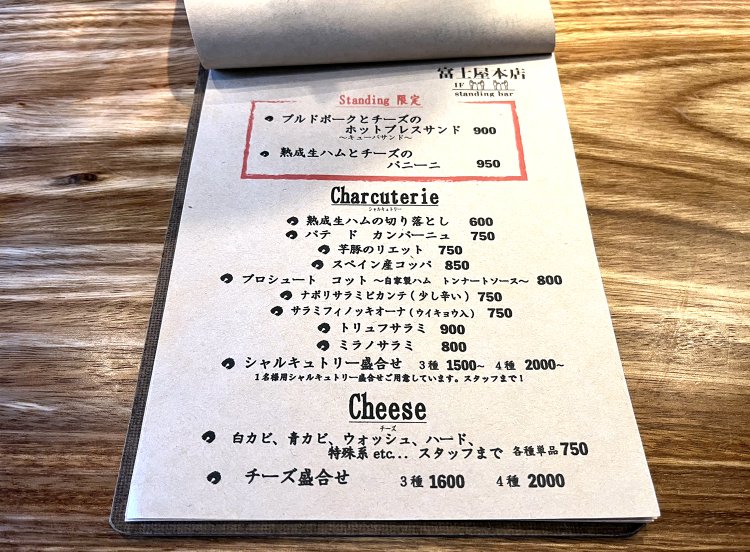 富士屋本店
1F
standing bar
Standing 限定
プルドポークとチーズの
ホットプレスサンド 900
～キューバサンド～
熟成生ハムとチーズの
パニーニ 950
Charcuterie
シャルキュトリー
熟成生ハムの切り落とし 600
パテ ド カンパーニュ 750
芋豚のリエット 750
スペイン産コッパ 850
プロシュート コット ～自家製ハム トンナートソース～ 800
ナポリサラミピカンテ（少し辛い） 750
サラミフィノッキオーナ（ウイキョウ入） 750
トリュフサラミ 900
ミラノサラミ 800
シャルキュトリー盛合せ 3種 1500～ 4種 2000～
1名様用シャルキュトリー盛合せご用意しています。スタッフまで！
Cheese
チーズ
白カビ、青カビ、ウォッシュ、ハード、
特殊系 etc... スタッフまで 各種単品 750
チーズ盛合せ 3種 1600 4種 2000